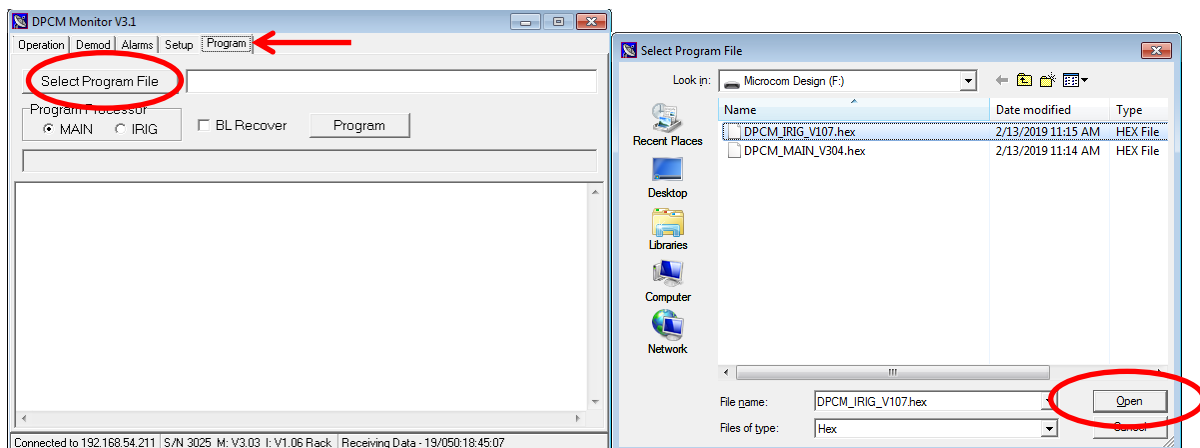 DPCM Monitor V3.1
Operation Demod Alarms Setup Program
Select Program File
Program Processor
MAIN IRIG BL Recover Program
Connected to 192.168.54.211 S/N 3025 M: V3.03 I: V1.06 Rack Receiving Data - 19/050:18:45:07
Select Program File
Look in: Microcom Design (F:)
Name Date modified Type
DPCM_IRIG_V107.hex 2/13/2019 11:15 AM HEX File
DPCM_MAIN_V304.hex 2/13/2019 11:14 AM HEX File
Recent Places
Desktop
Libraries
Computer
Network
File name: DPCM_IRIG_V107.hex Open
Files of type: Hex Cancel